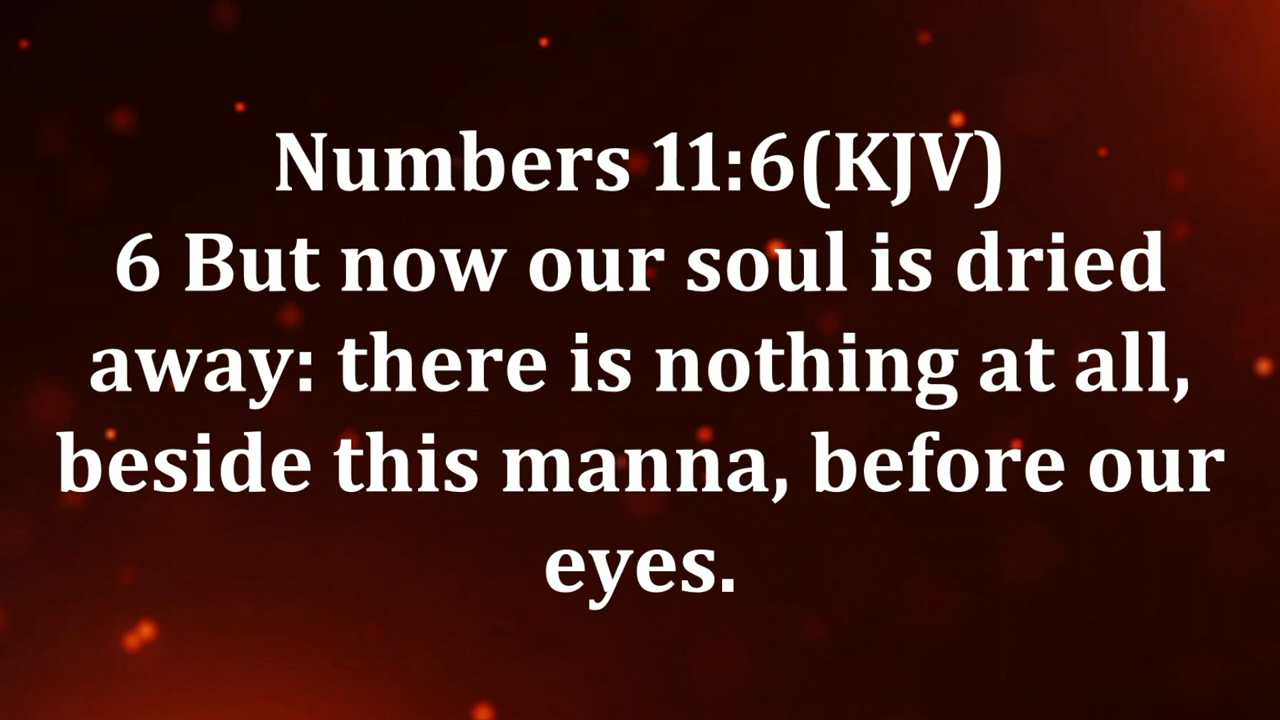 Numbers 11:6(KJV)
6 But now our soul is dried
away: there is nothing at all,
beside this manna, before our
eyes.